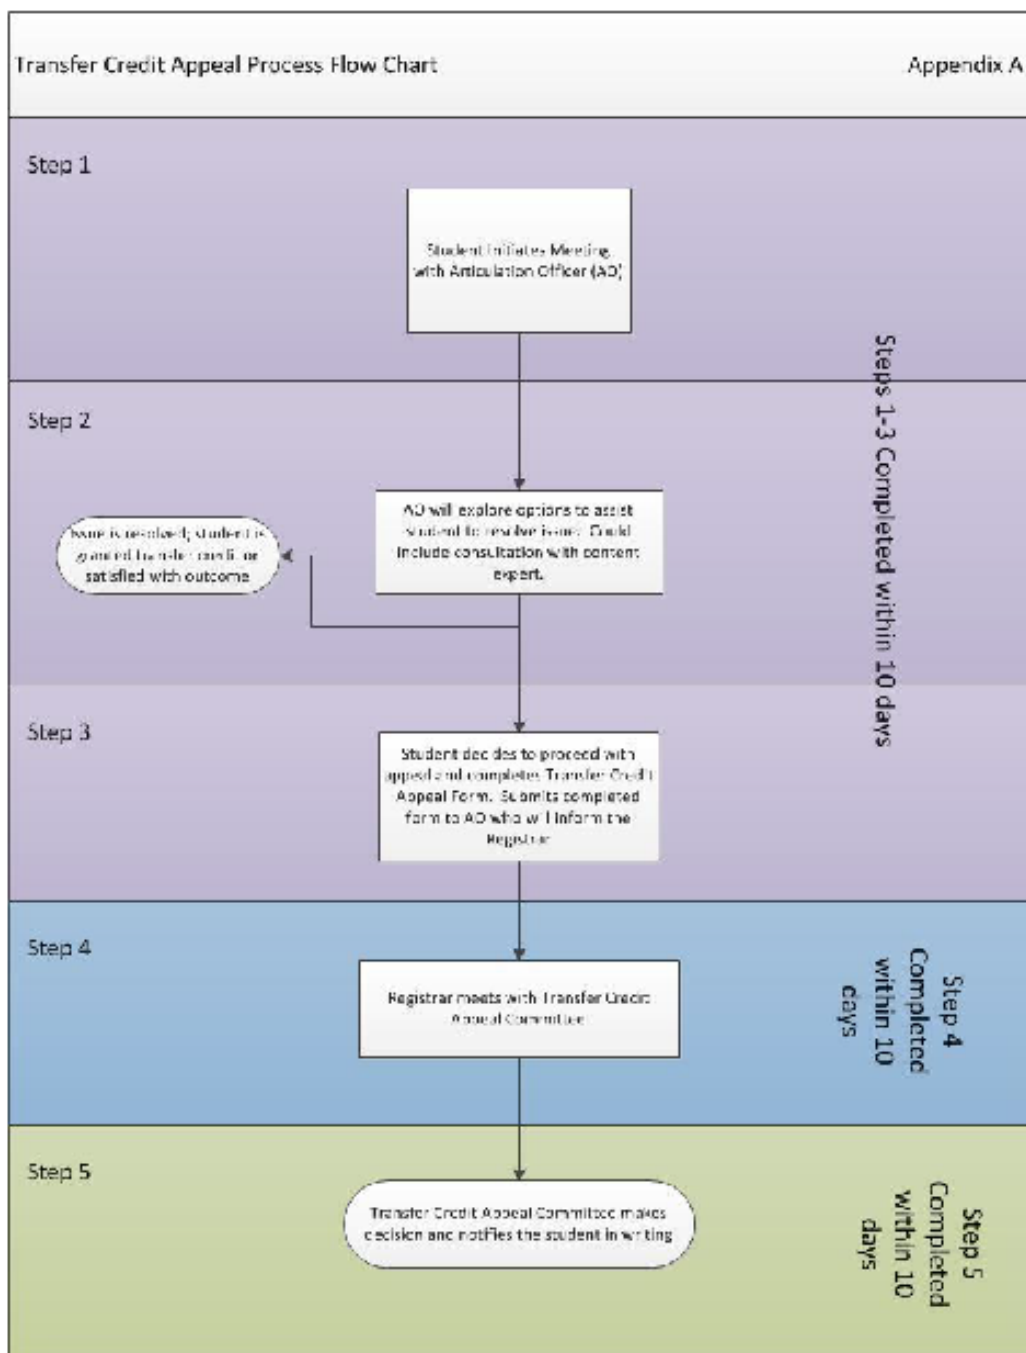 Transfer Credit Appeal Process Flow Chart
Appendix A
Step 1
Student Initiates Meeting
with Articulation Officer (AO)
Steps 1-3 Completed within 10 days
Step 2
AO will explore options to assist
student to resolve issue. Could
include consultation with content
expert.
Issue is resolved; student is
granted transfer credit or
satisfied with outcome
Step 3
Student decides to proceed with
appeal and completes Transfer Credit
Appeal Form. Submits completed
form to AO who will inform the
Registrar
Step 4
Registrar meets with Transfer Credit
Appeal Committee
Step 4
Completed
within 10
days
Step 5
Transfer Credit Appeal Committee makes
decision and notifies the student in writing
Step 5
Completed
within 10
days